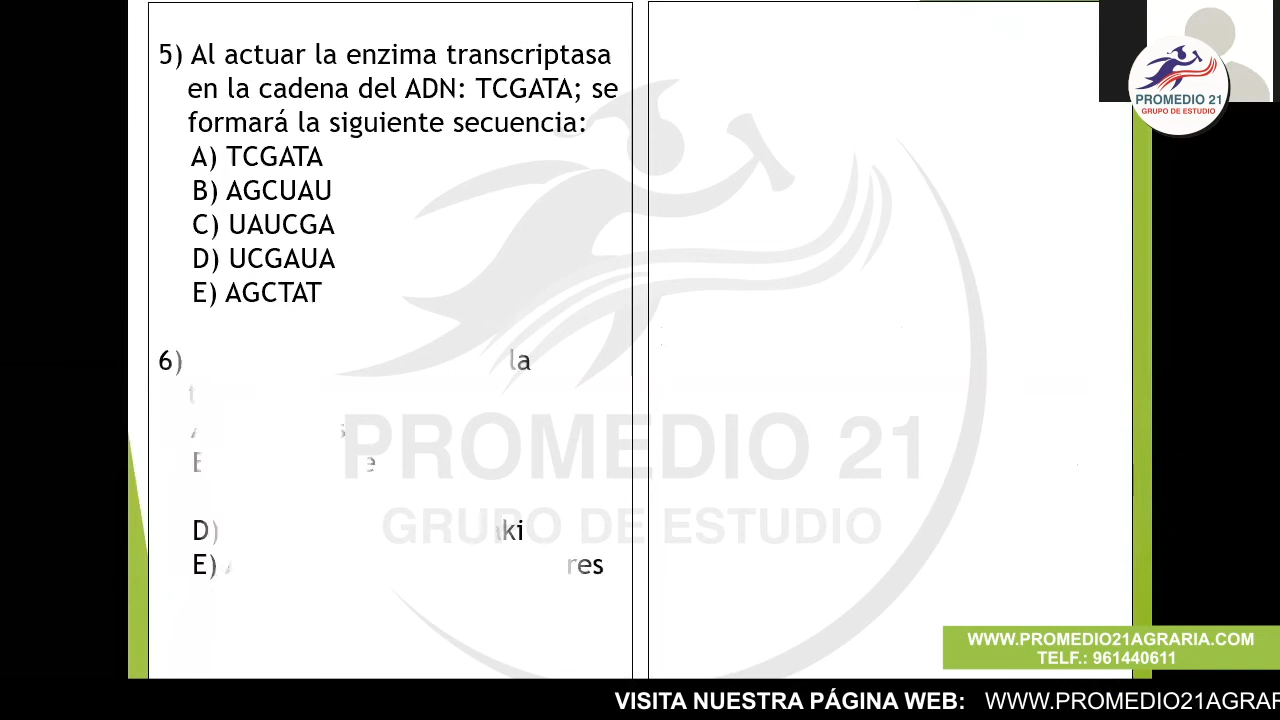 5) Al actuar la enzima transcriptasa
en la cadena del ADN: TCGATA; se
formará la siguiente secuencia:
A) TCGATA
B) AGCUAU
C) UAUCGA
D) UCGAUA
E) AGCTAT
6) la
D)
E) res
PROMEDIO 21
GRUPO DE ESTUDIO
PROMEDIO 21
GRUPO DE ESTUDIO
WWW.PROMEDIO21AGRARIA.COM
TELF.: 961440611
VISITA NUESTRA PÁGINA WEB: WWW.PROMEDIO21AGRAR